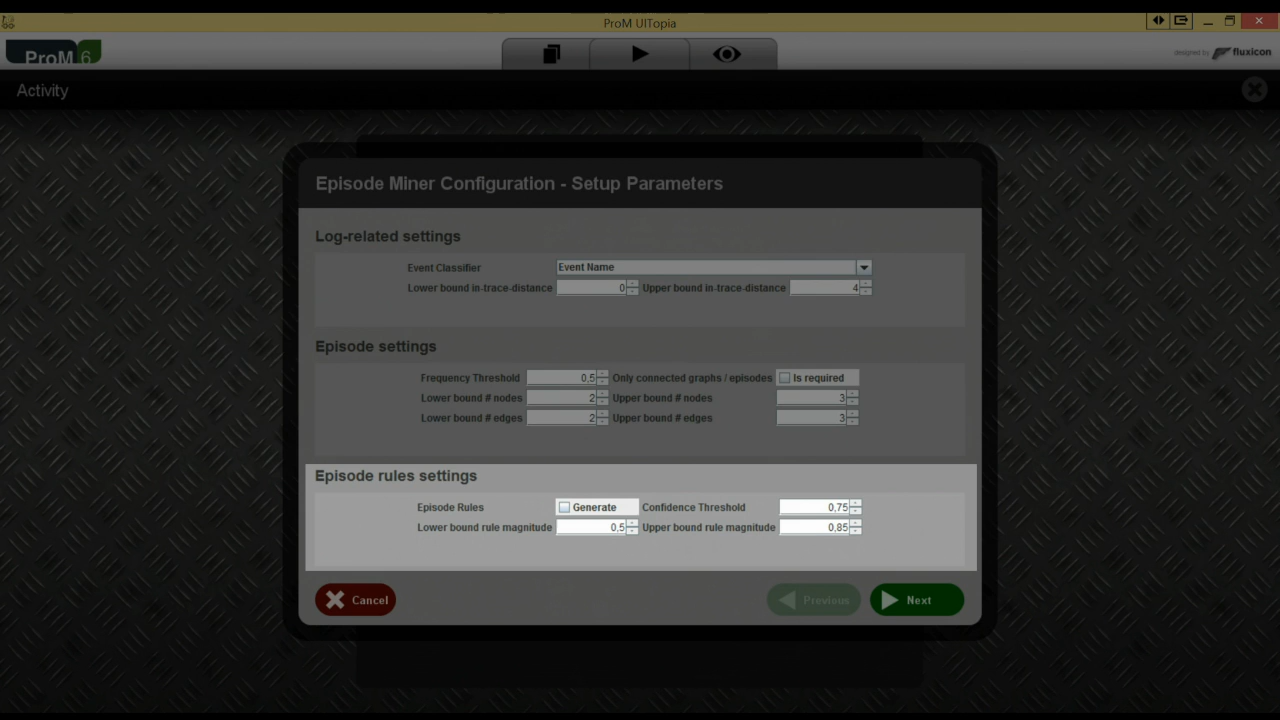 ProM UITopia
ProM 6
designed by fluxicon
Activity
Episode Miner Configuration - Setup Parameters
Log-related settings
Event Classifier Event Name
Lower bound in-trace-distance 0 Upper bound in-trace-distance 4
Episode settings
Frequency Threshold 0,5 Only connected graphs / episodes Is required
Lower bound # nodes 2 Upper bound # nodes 3
Lower bound # edges 2 Upper bound # edges 3
Episode rules settings
Episode Rules Generate Confidence Threshold 0,75
Lower bound rule magnitude 0,5 Upper bound rule magnitude 0,85
Cancel Previous Next